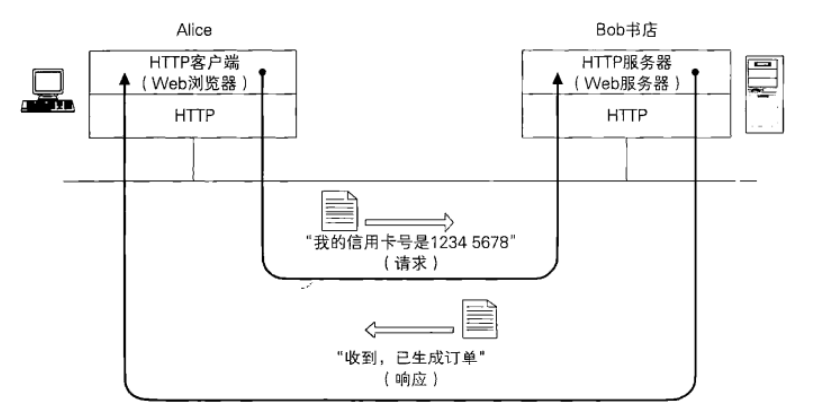 Alice
Bob书店
HTTP客户端
（Web浏览器）
HTTP服务器
（Web服务器）
HTTP
HTTP
“我的信用卡号是1234 5678”
（请求）
“收到，已生成订单”
（响应）